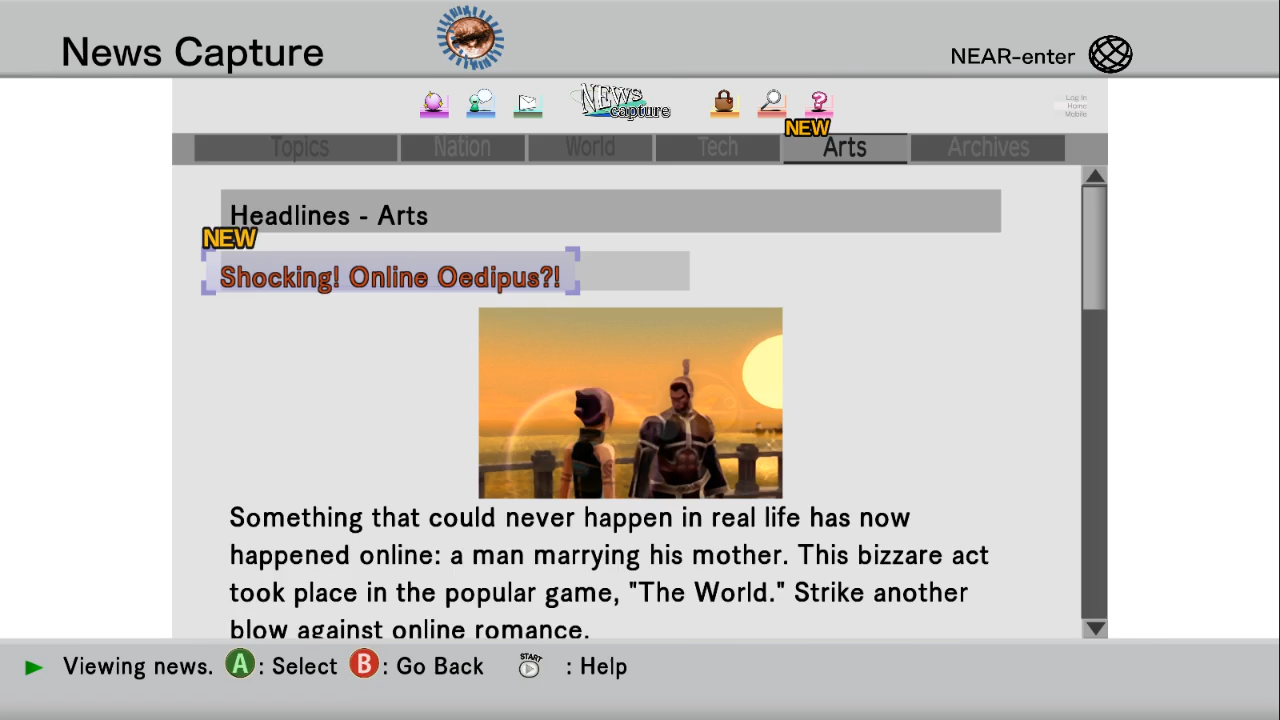 News Capture
NEAR-enter
NEWS
capture
Log In
Home
Mobile
NEW
Topics
Nation
World
Tech
Arts
Archives
Headlines - Arts
NEW
Shocking! Online Oedipus?!
Something that could never happen in real life has now
happened online: a man marrying his mother. This bizzare act
took place in the popular game, "The World." Strike another
blow against online romance.
Viewing news. A : Select B : Go Back START : Help